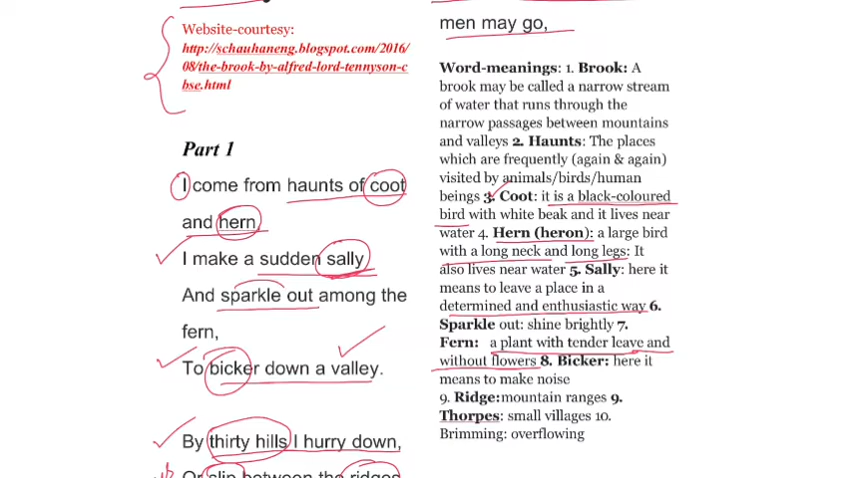 Website-courtesy:
http://schauhaneng.blogspot.com/2016/
08/the-brook-by-alfred-lord-tennyson-c
bse.html
Part 1
I come from haunts of coot
and hern,
I make a sudden sally
And sparkle out among the
fern,
To bicker down a valley.
By thirty hills I hurry down,
Or slip between the ridges
men may go,
Word-meanings: 1. Brook: A
brook may be called a narrow stream
of water that runs through the
narrow passages between mountains
and valleys 2. Haunts: The places
which are frequently (again & again)
visited by animals/birds/human
beings 3. Coot: it is a black-coloured
bird with white beak and it lives near
water 4. Hern (heron): a large bird
with a long neck and long legs: It
also lives near water 5. Sally: here it
means to leave a place in a
determined and enthusiastic way 6.
Sparkle out: shine brightly 7.
Fern: a plant with tender leave and
without flowers 8. Bicker: here it
means to make noise
9. Ridge:mountain ranges 9.
Thorpes: small villages 10.
Brimming: overflowing